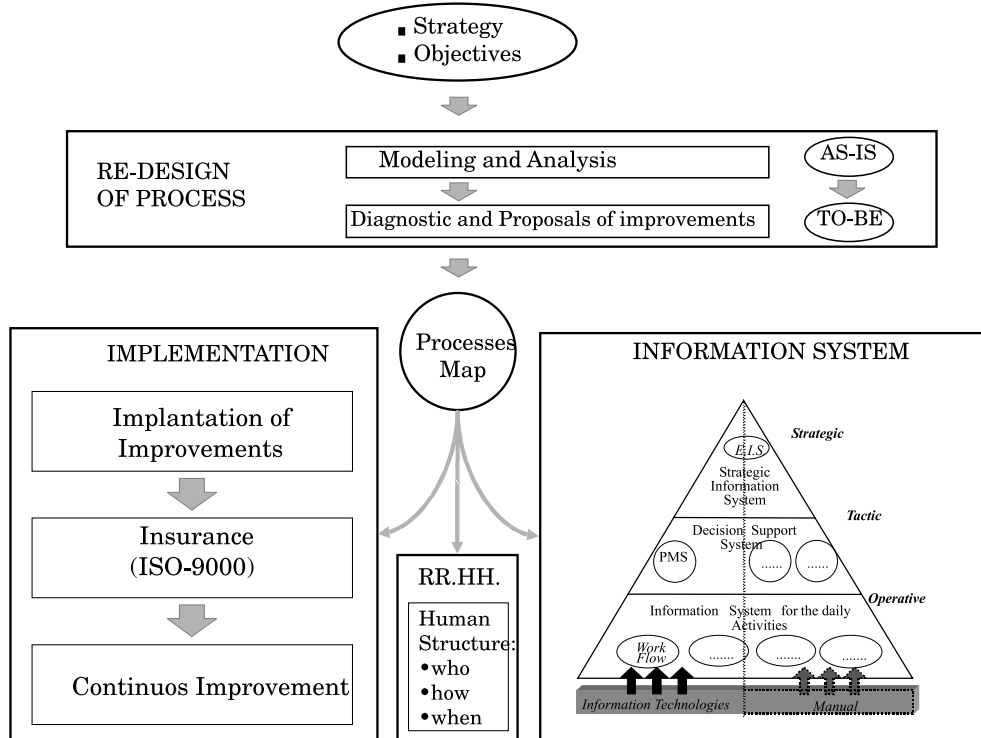 ▪ Strategy
▪ Objectives
RE-DESIGN
OF PROCESS
Modeling and Analysis
Diagnostic and Proposals of improvements
AS-IS
TO-BE
Processes
Map
IMPLEMENTATION
Implantation of
Improvements
Insurance
(ISO-9000)
Continuos Improvement
RR.HH.
Human
Structure:
•who
•how
•when
INFORMATION SYSTEM
Strategic
E.I.S
Strategic
Information
System
Tactic
Decision Support
System
PMS
......
......
Operative
Information System for the daily
Activities
Work
Flow
.......
.......
.......
Information Technologies
Manual